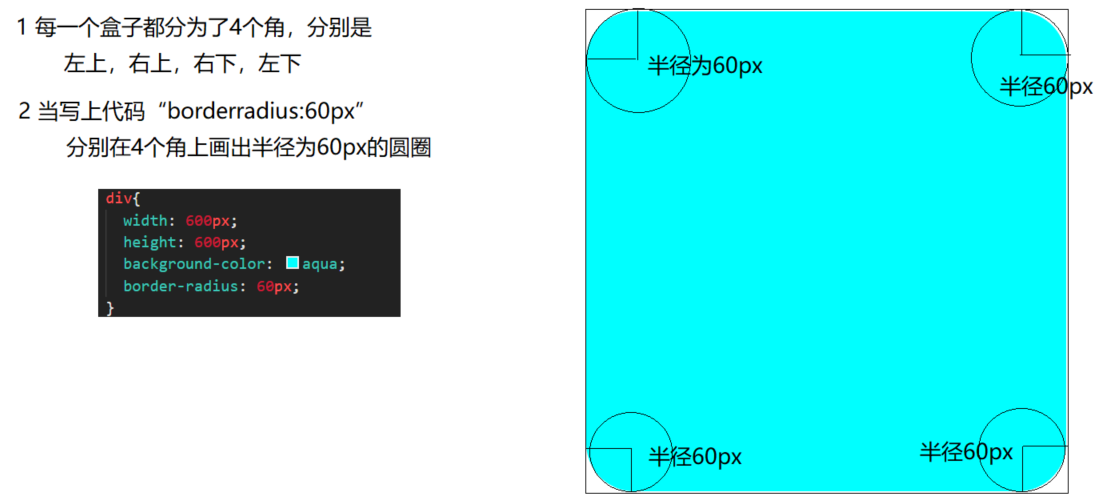 1 每一个盒子都分为了4个角，分别是
左上，右上，右下，左下
2 当写上代码“borderradius:60px”
分别在4个角上画出半径为60px的圆圈
div{
width: 600px;
height: 600px;
background-color: aqua;
border-radius: 60px;
}
半径为60px
半径60px
半径60px
半径60px